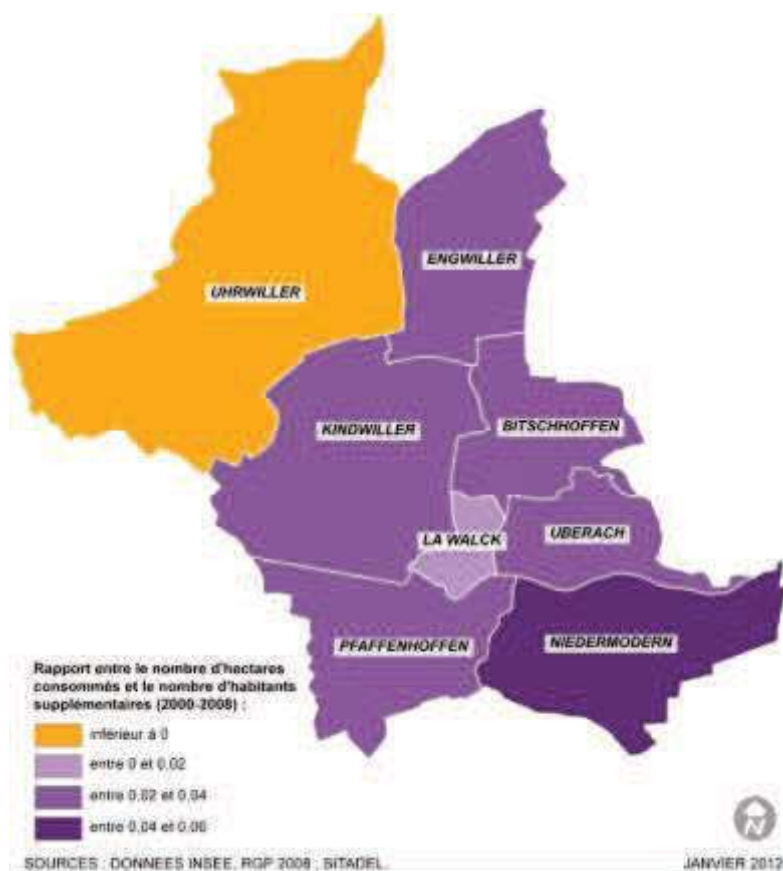 UHRWILLER
ENGWILLER
KINDWILLER
BITSCHHOFFEN
LA WALCK
UBERACH
PFAFFENHOFFEN
NIEDERMODERN
Rapport entre le nombre d'hectares
consommés et le nombre d'habitants
supplémentaires (2000-2008) :
inférieur à 0
entre 0 et 0.02
entre 0.02 et 0.04
entre 0.04 et 0.06
N
SOURCES : DONNEES INSEE, RGP 2008 ; SITADEL.
JANVIER 2012